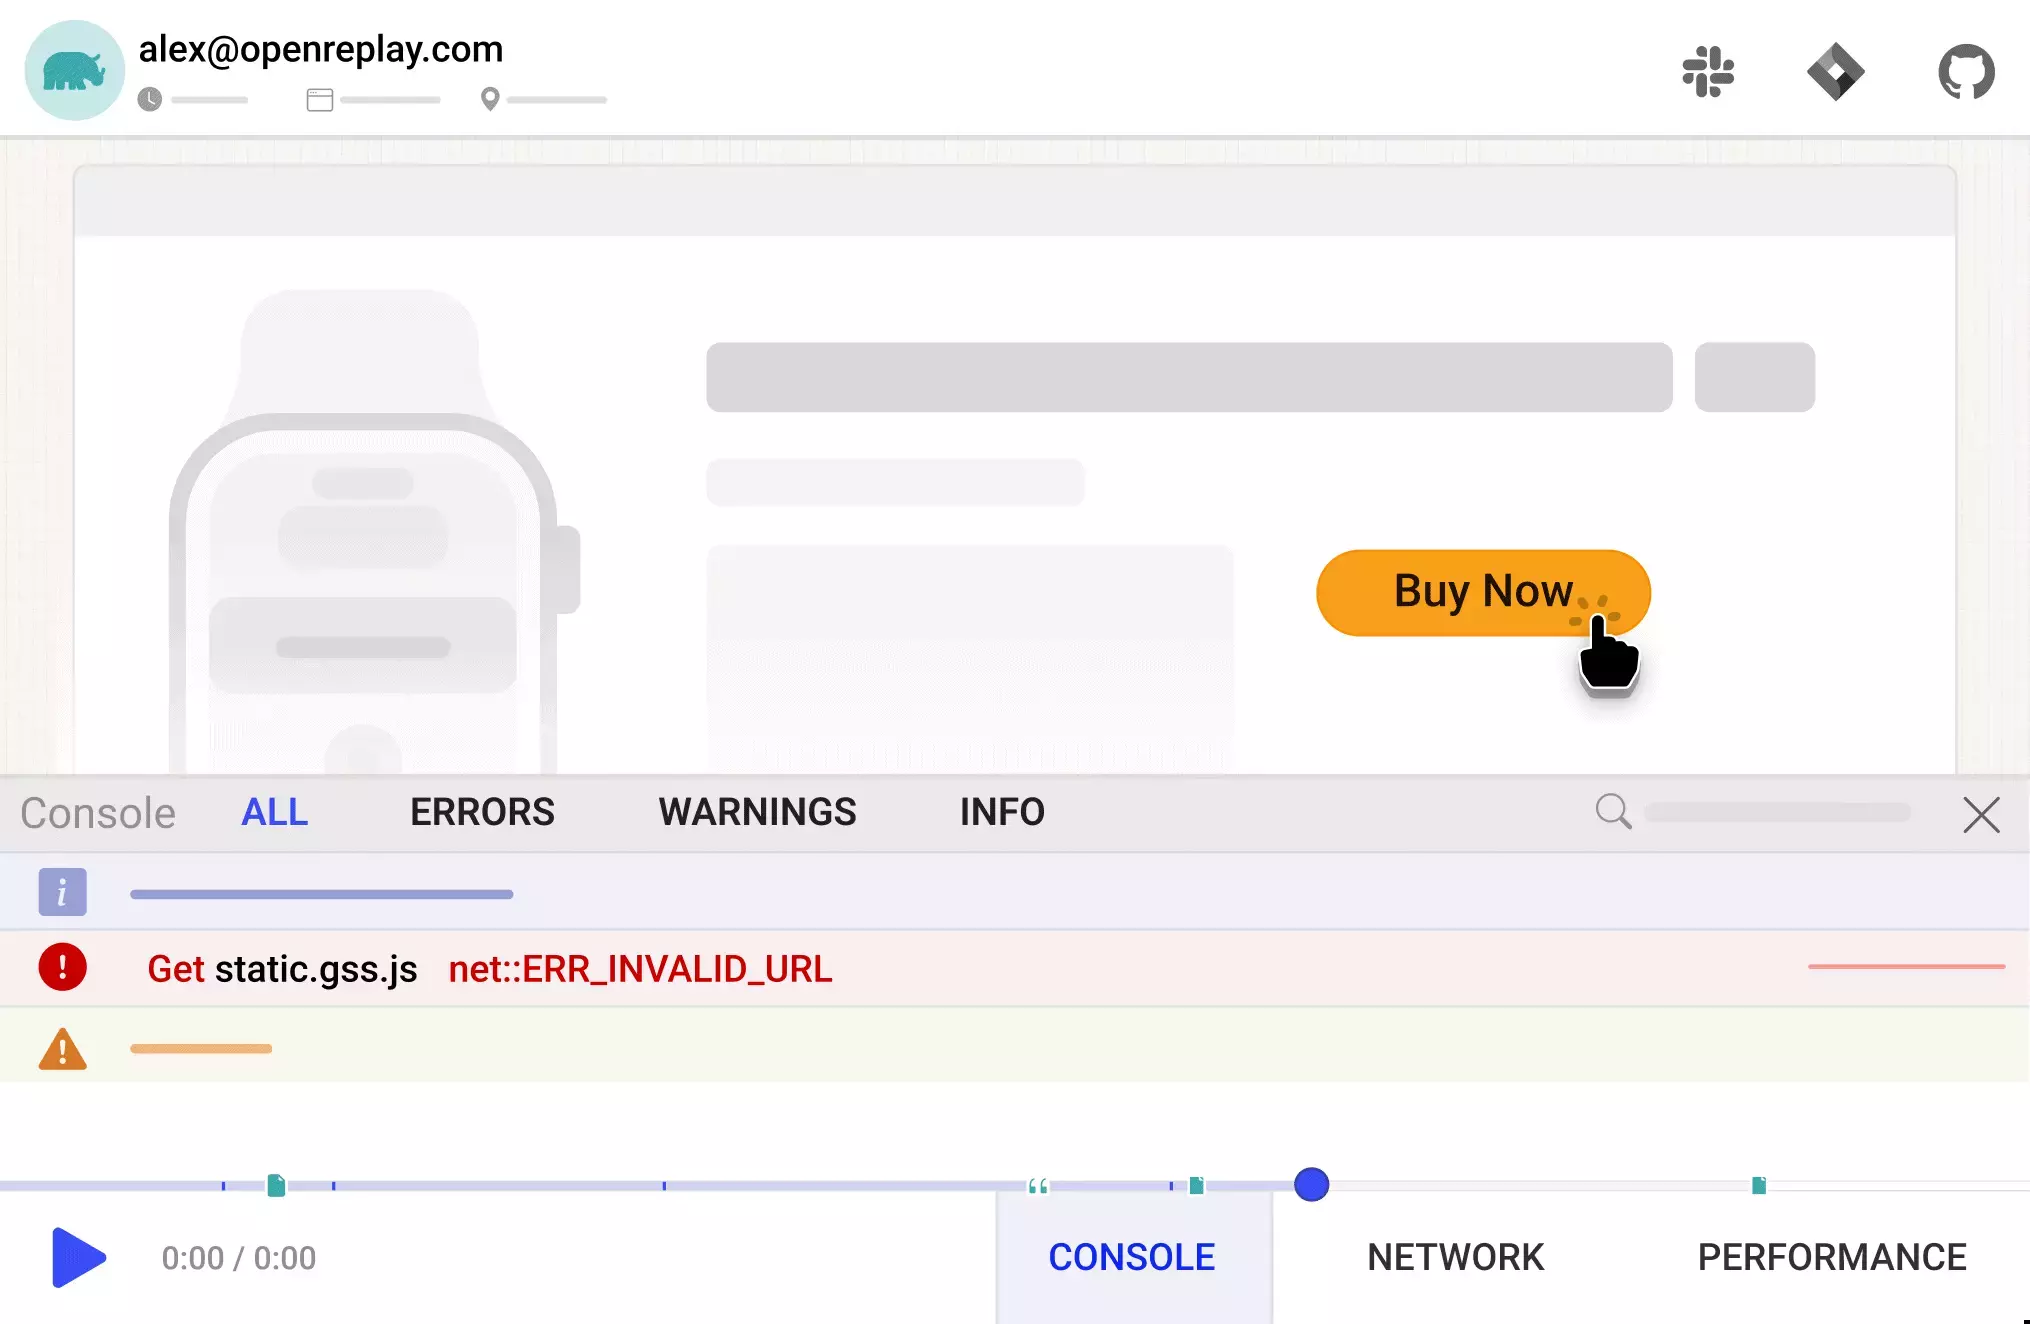 alex@openreplay.com
Buy Now
Console ALL ERRORS WARNINGS INFO
i
! Get static.gss.js net::ERR_INVALID_URL
!
0:00 / 0:00 CONSOLE NETWORK PERFORMANCE